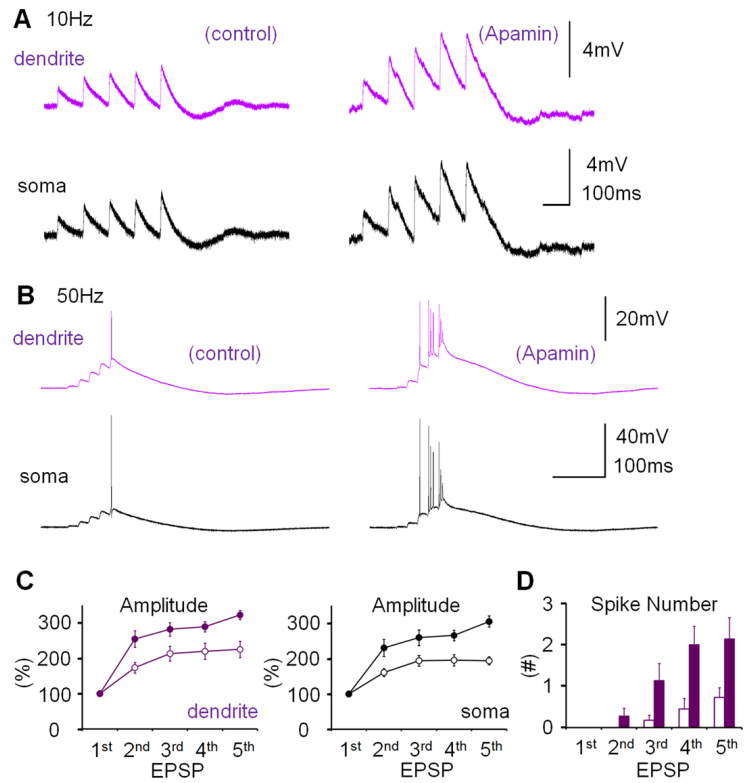 A 10Hz
dendrite (control) (Apamin) 4mV
soma 4mV
100ms
B 50Hz
dendrite (control) (Apamin) 20mV
soma 40mV
100ms
C D
Amplitude Amplitude Spike Number
(%) 300 200 100 0
1st 2nd 3rd 4th 5th
EPSP
dendrite
(%) 300 200 100 0
1st 2nd 3rd 4th 5th
EPSP
soma
(#) 3 2 1 0
1st 2nd 3rd 4th 5th
EPSP